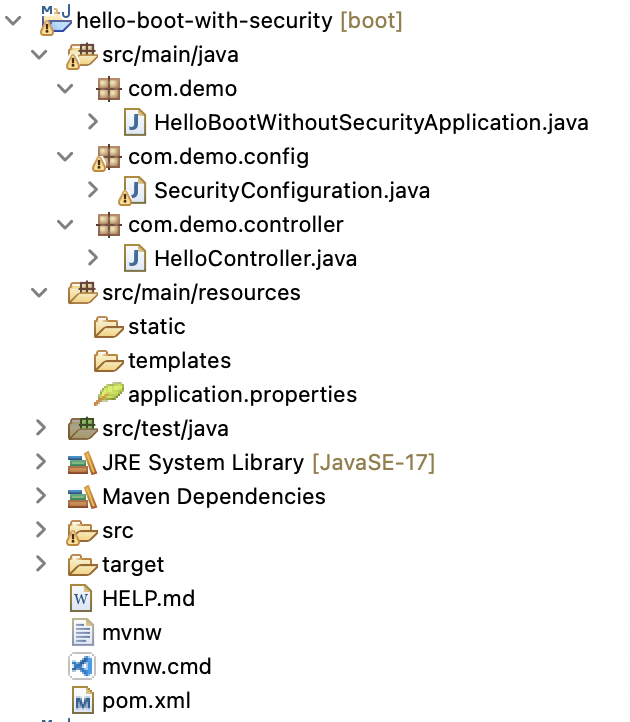 hello-boot-with-security [boot]
src/main/java
com.demo
HelloBootWithoutSecurityApplication.java
com.demo.config
SecurityConfiguration.java
com.demo.controller
HelloController.java
src/main/resources
static
templates
application.properties
src/test/java
JRE System Library [JavaSE-17]
Maven Dependencies
src
target
HELP.md
mvnw
mvnw.cmd
pom.xml